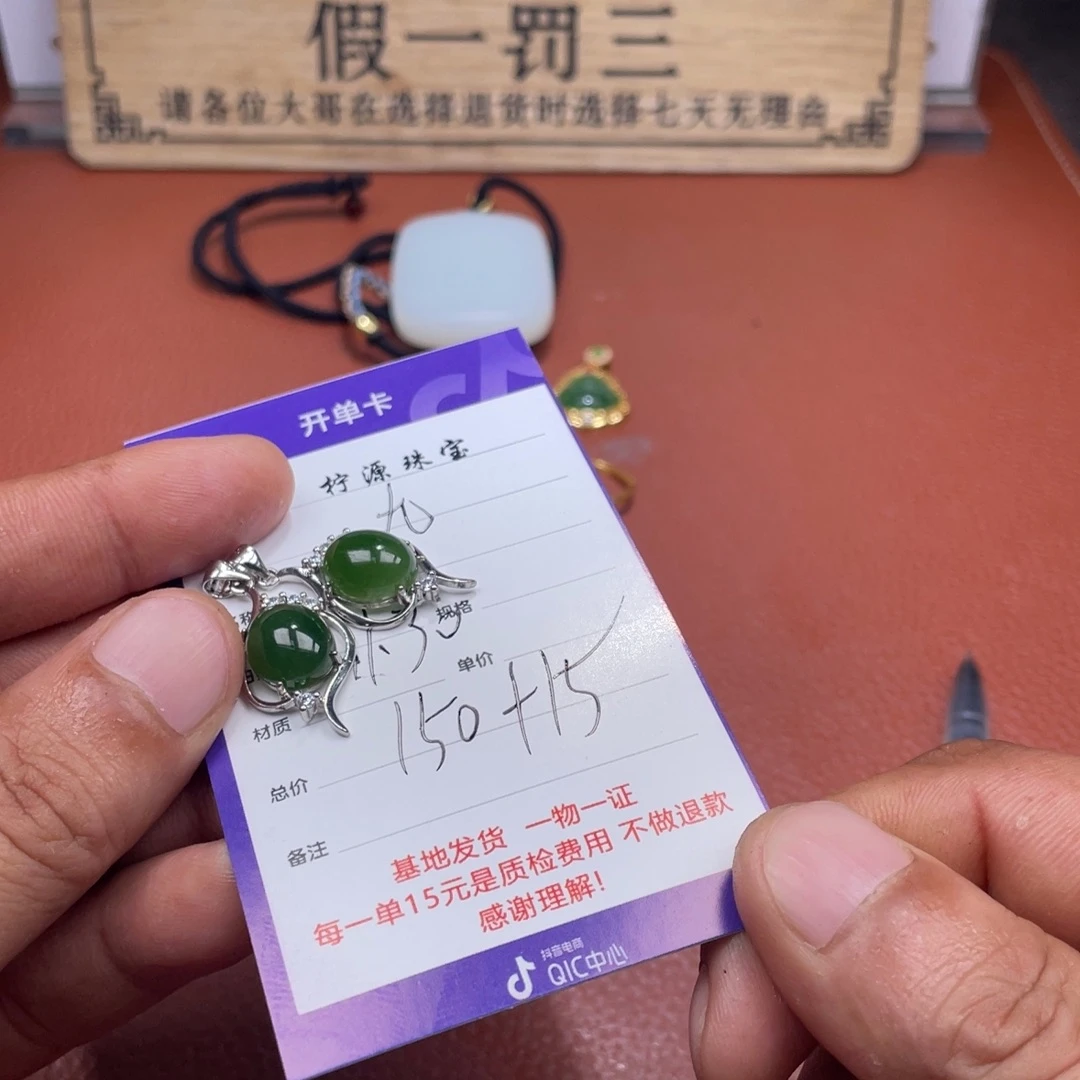 假一罚三
请各位大哥在选择退货时选择七天无理由
开单卡
柠源珠宝
九
规格
单价
材质
150+15
总价
备注
基地发货 一物一证
每一单15元是质检费用 不做退款
感谢理解!
抖音电商
QIC中心